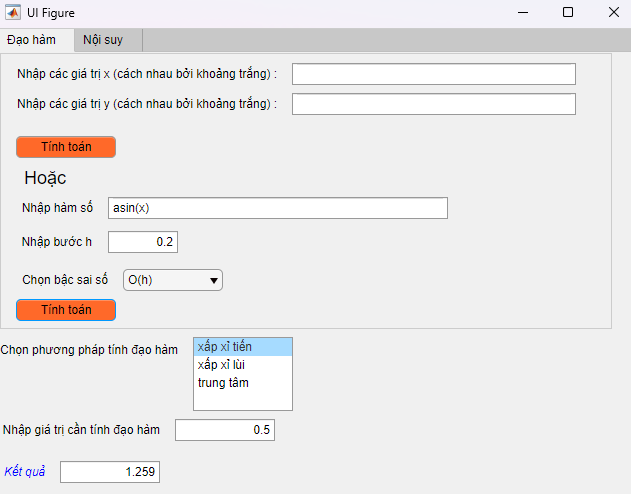 UI Figure
Đạo hàm Nội suy
Nhập các giá trị x (cách nhau bởi khoảng trắng) :
Nhập các giá trị y (cách nhau bởi khoảng trắng) :
Tính toán
Hoặc
Nhập hàm số asin(x)
Nhập bước h 0.2
Chọn bậc sai số O(h)
Tính toán
Chọn phương pháp tính đạo hàm xấp xỉ tiến
xấp xỉ lùi
trung tâm
Nhập giá trị cần tính đạo hàm 0.5
Kết quả 1.259